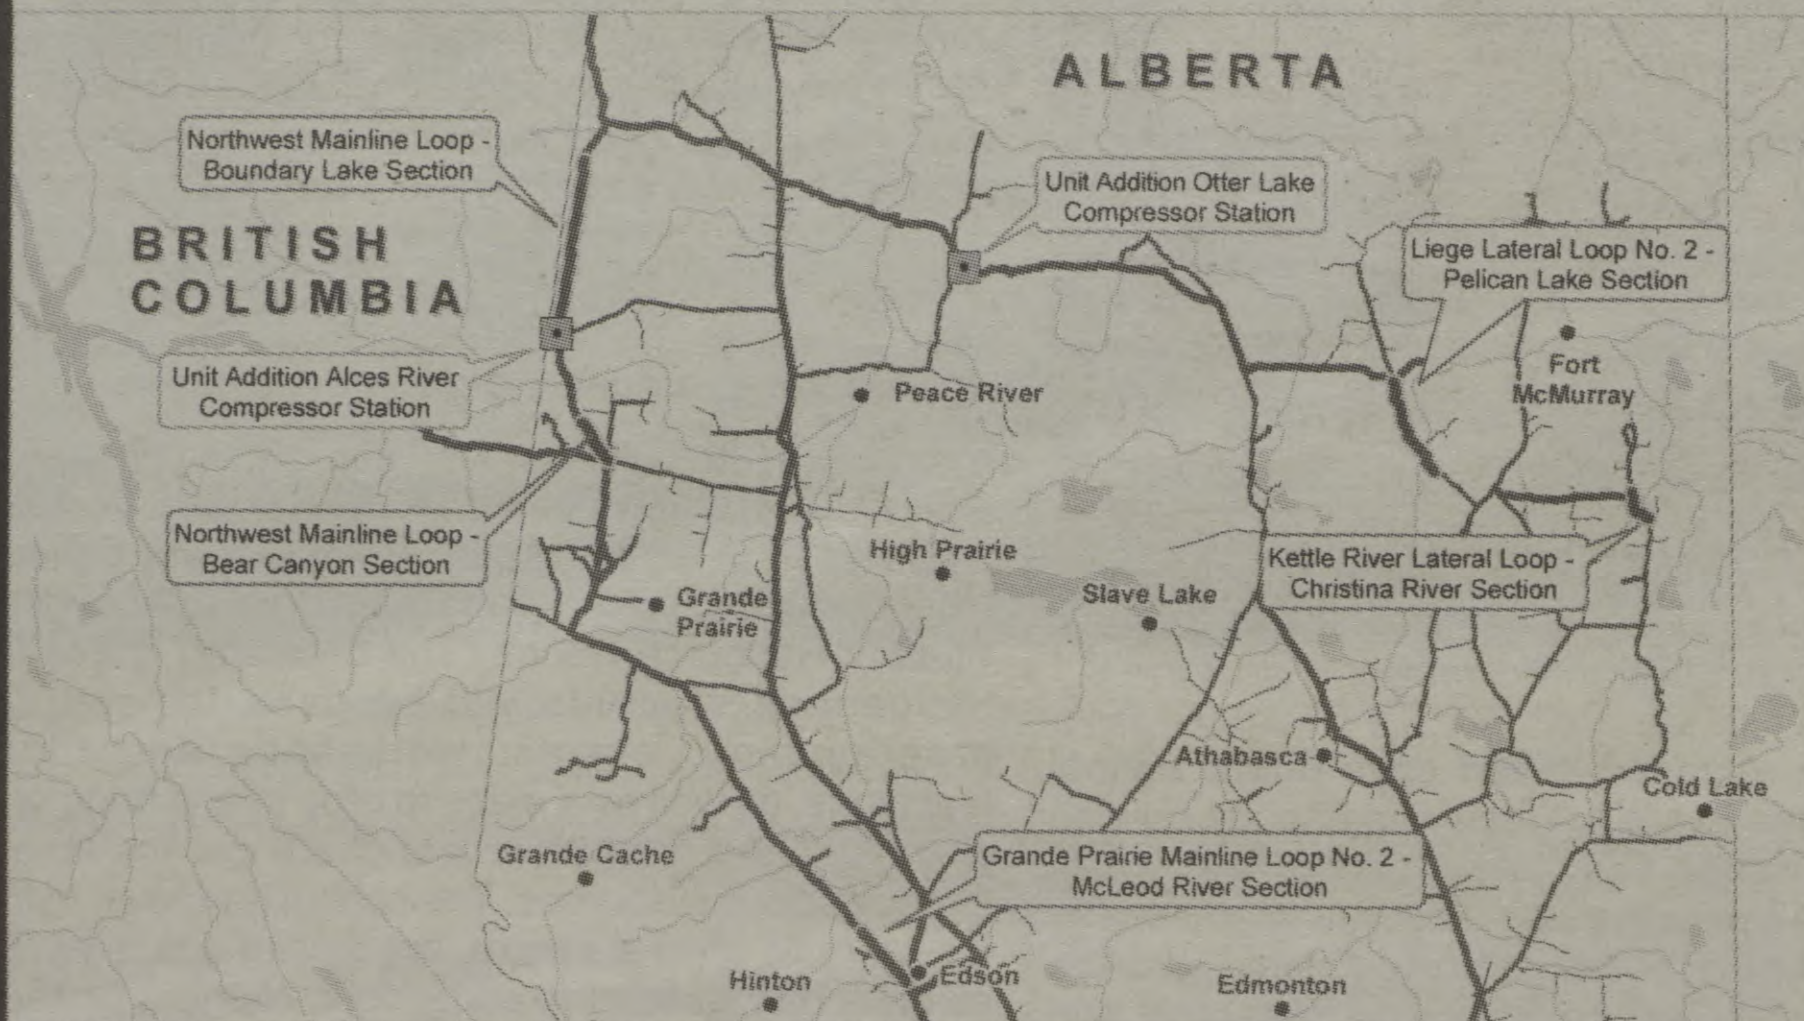 ALBERTA
Northwest Mainline Loop -
Boundary Lake Section
Unit Addition Otter Lake
Compressor Station
BRITISH
COLUMBIA
Liege Lateral Loop No. 2 -
Pelican Lake Section
Unit Addition Alces River
Compressor Station
Peace River
Fort
McMurray
Northwest Mainline Loop -
Bear Canyon Section
High Prairie
Kettle River Lateral Loop -
Christina River Section
Slave Lake
Grande
Prairie
Athabasca
Cold Lake
Grande Cache
Grande Prairie Mainline Loop No. 2 -
McLeod River Section
Hinton
Edson
Edmonton